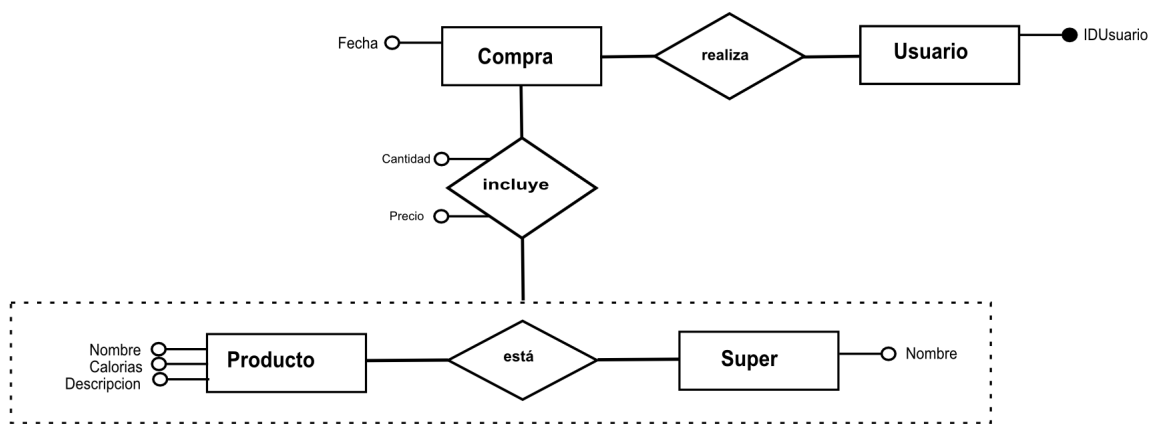 Fecha
Compra
realiza
Usuario
IDUsuario
Cantidad
incluye
Precio
Nombre
Calorias
Descripcion
Producto
está
Super
Nombre